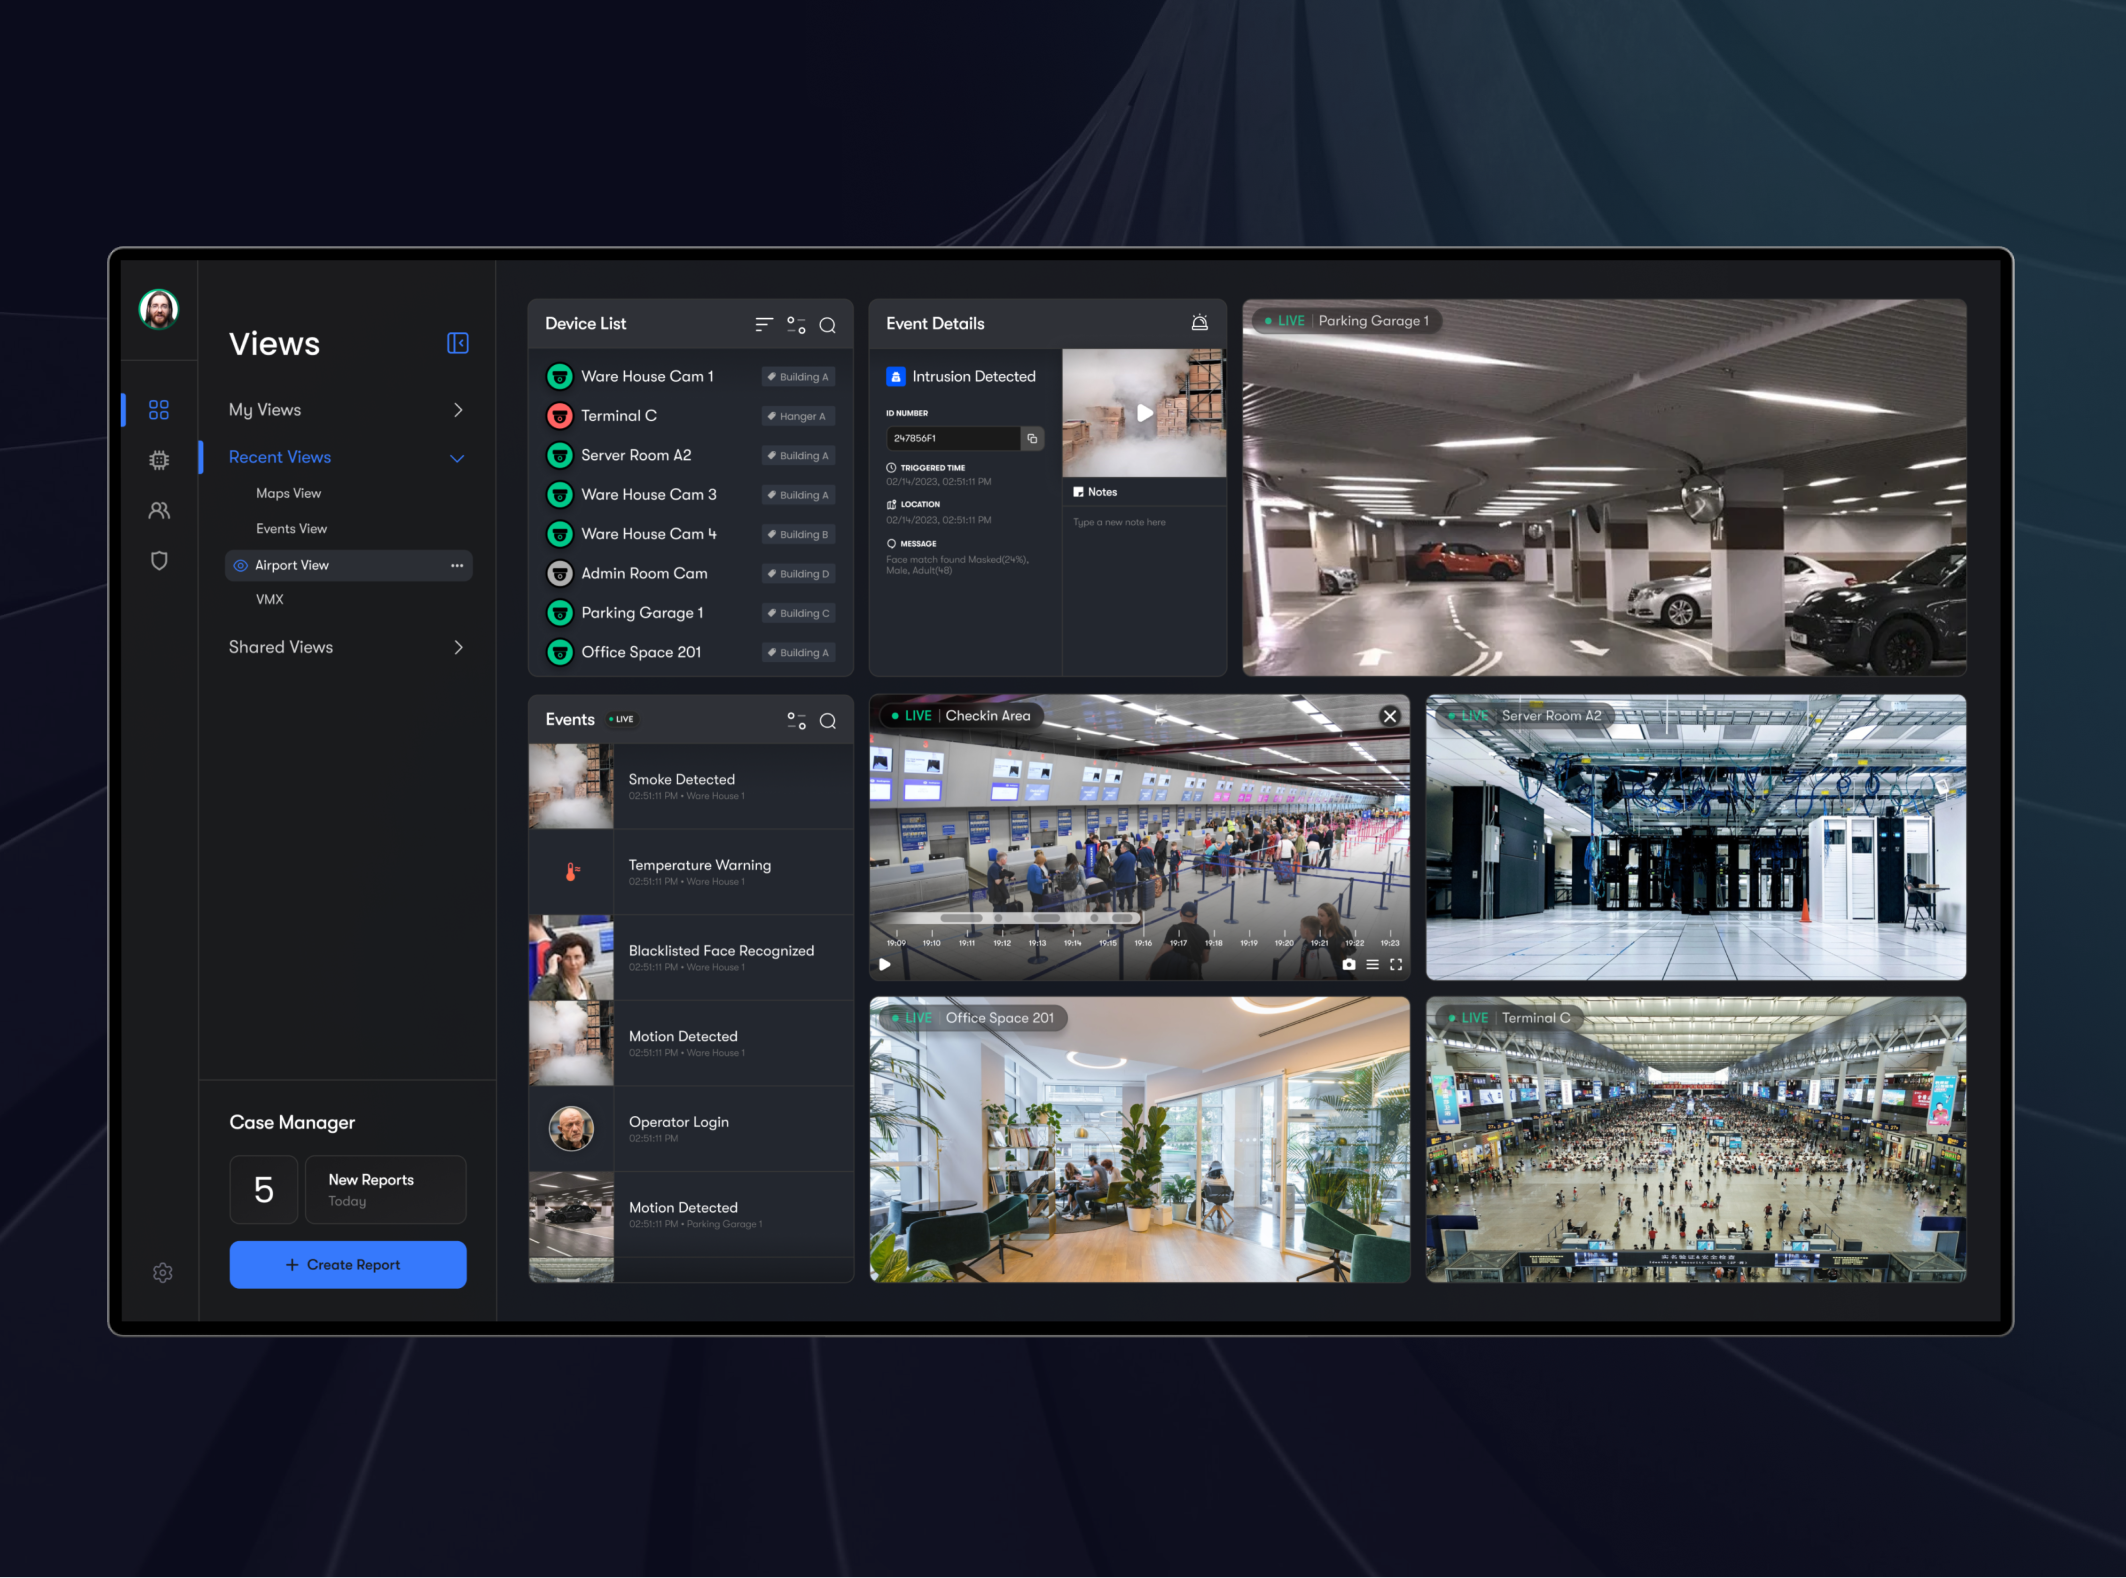 Views
My Views
Recent Views
Maps View
Events View
Airport View
VMX
Shared Views
Case Manager
5
New Reports
Today
+ Create Report
Device List
Ware House Cam 1
Building A
Terminal C
Hanger A
Server Room A2
Building A
Ware House Cam 3
Building A
Ware House Cam 4
Building B
Admin Room Cam
Building D
Parking Garage 1
Building C
Office Space 201
Building A
Event Details
Intrusion Detected
ID NUMBER
247856F1
TRIGGERED TIME
02/14/2023, 02:51:11 PM
LOCATION
02/14/2023, 02:51:11 PM
MESSAGE
Face match found Masked(24%),
Male, Adult(48)
Notes
Type a new note here
LIVE | Parking Garage 1
Events
LIVE
Smoke Detected
02:51:11 PM • Ware House 1
Temperature Warning
02:51:11 PM • Ware House 1
Blacklisted Face Recognized
02:51:11 PM • Ware House 1
Motion Detected
02:51:11 PM • Ware House 1
Operator Login
02:51:11 PM
Motion Detected
02:51:11 PM • Parking Garage 1
LIVE | Checkin Area
19:09 19:10 19:11 19:12 19:13 19:14 19:15 19:16 19:17 19:18 19:19 19:20 19:21 19:22 19:23
LIVE | Server Room A2
LIVE | Office Space 201
LIVE | Terminal C